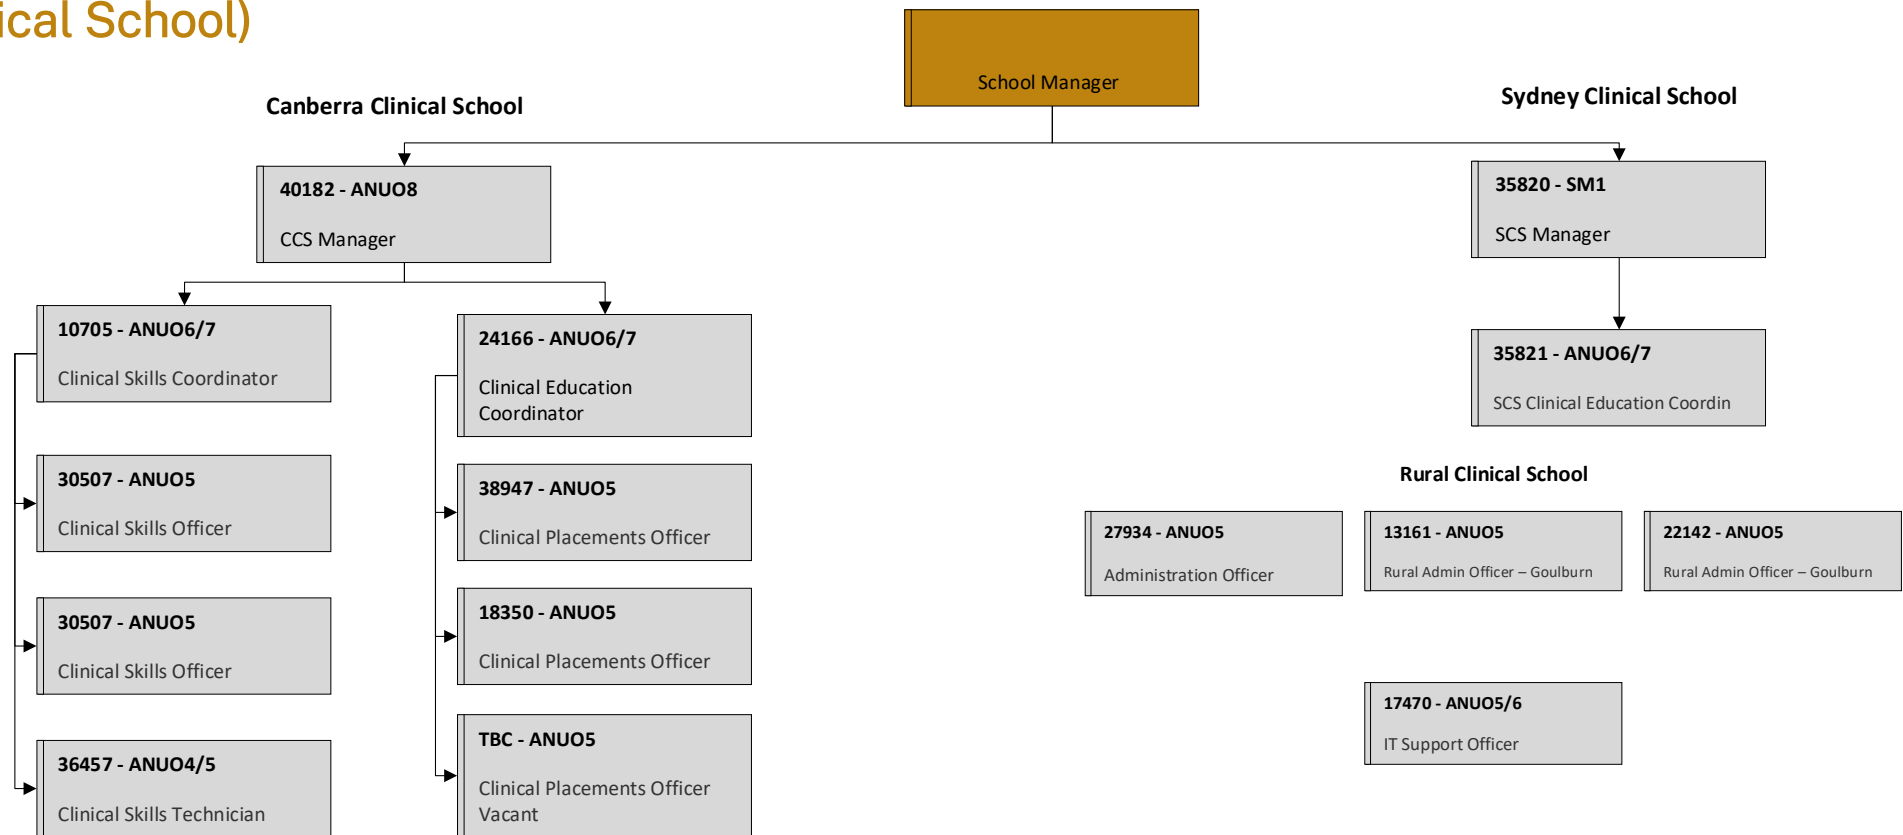 ical School)
School Manager
Canberra Clinical School
Sydney Clinical School
40182 - ANUO8
CCS Manager
35820 - SM1
SCS Manager
10705 - ANUO6/7
Clinical Skills Coordinator
24166 - ANUO6/7
Clinical Education
Coordinator
35821 - ANUO6/7
SCS Clinical Education Coordin
30507 - ANUO5
Clinical Skills Officer
38947 - ANUO5
Clinical Placements Officer
Rural Clinical School
27934 - ANUO5
Administration Officer
13161 - ANUO5
Rural Admin Officer – Goulburn
22142 - ANUO5
Rural Admin Officer – Goulburn
30507 - ANUO5
Clinical Skills Officer
18350 - ANUO5
Clinical Placements Officer
17470 - ANUO5/6
IT Support Officer
36457 - ANUO4/5
Clinical Skills Technician
TBC - ANUO5
Clinical Placements Officer
Vacant